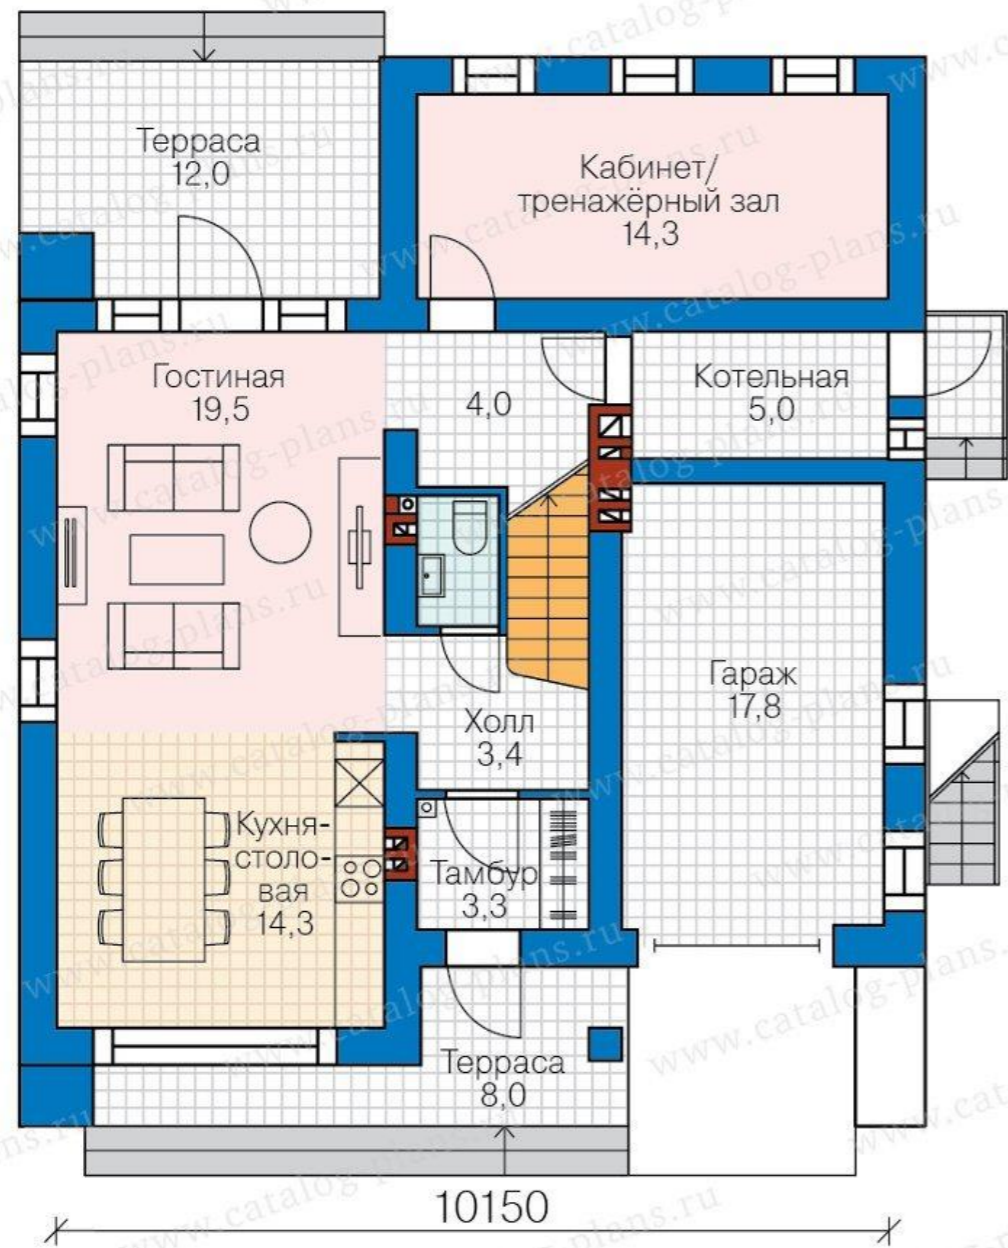 Терраса
12,0
Кабинет/
тренажёрный зал
14,3
Гостиная
19,5
4,0
Котельная
5,0
Гараж
17,8
Холл
3,4
Кухня-
столо-
вая
14,3
Тамбур
3,3
Терраса
8,0
10150
www.catalog-plans.ru